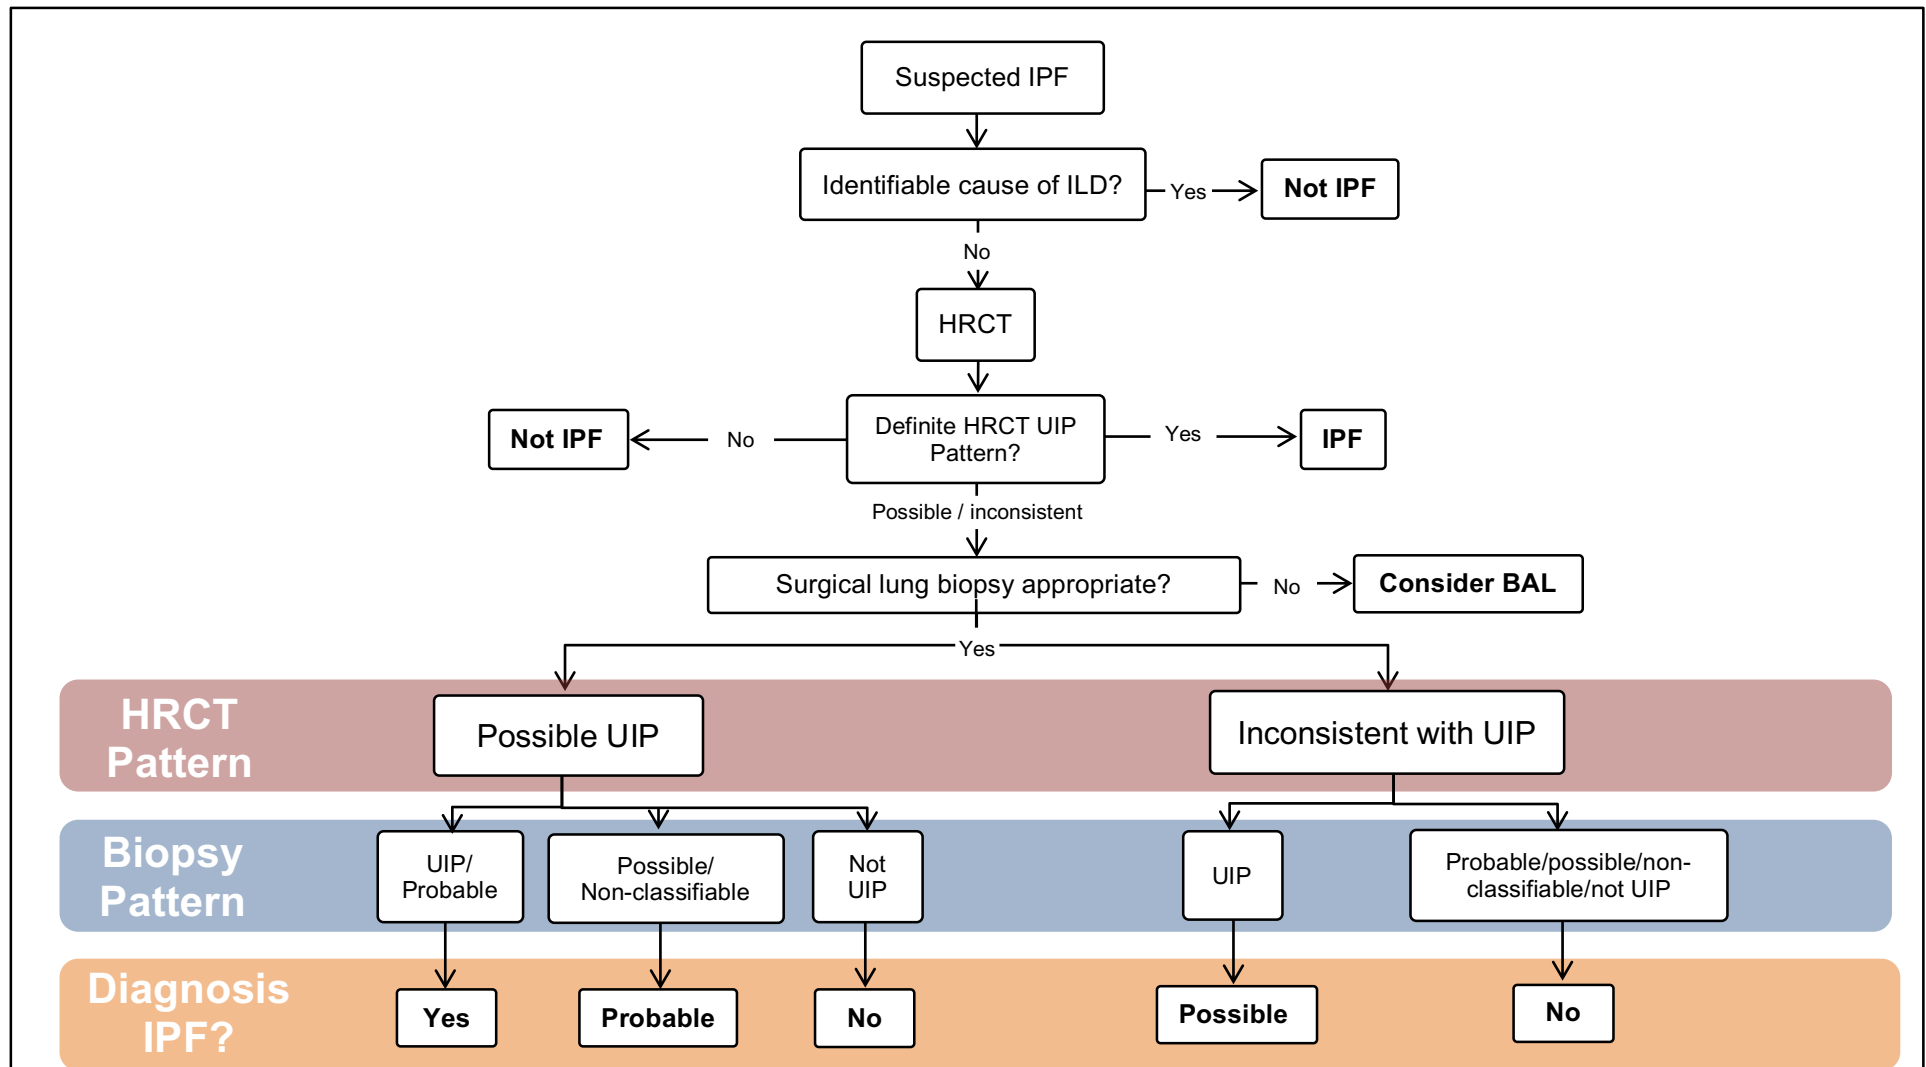 Suspected IPF
Identifiable cause of ILD?
Yes
Not IPF
No
HRCT
Not IPF
No
Definite HRCT UIP
Pattern?
Yes
IPF
Possible / inconsistent
Surgical lung biopsy appropriate?
No
Consider BAL
Yes
HRCT
Pattern
Possible UIP
Inconsistent with UIP
Biopsy
Pattern
UIP/
Probable
Possible/
Non-classifiable
Not
UIP
UIP
Probable/possible/non-
classifiable/not UIP
Diagnosis
IPF?
Yes
Probable
No
Possible
No